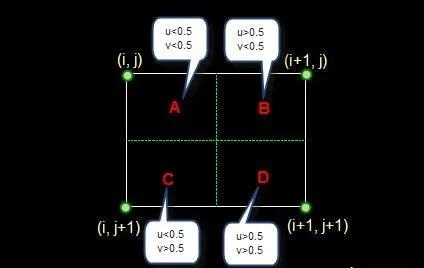 u<0.5
v<0.5
u>0.5
v<0.5
(i, j)
(i+1, j)
A
B
C
D
(i, j+1)
(i+1, j+1)
u<0.5
v>0.5
u>0.5
v>0.5